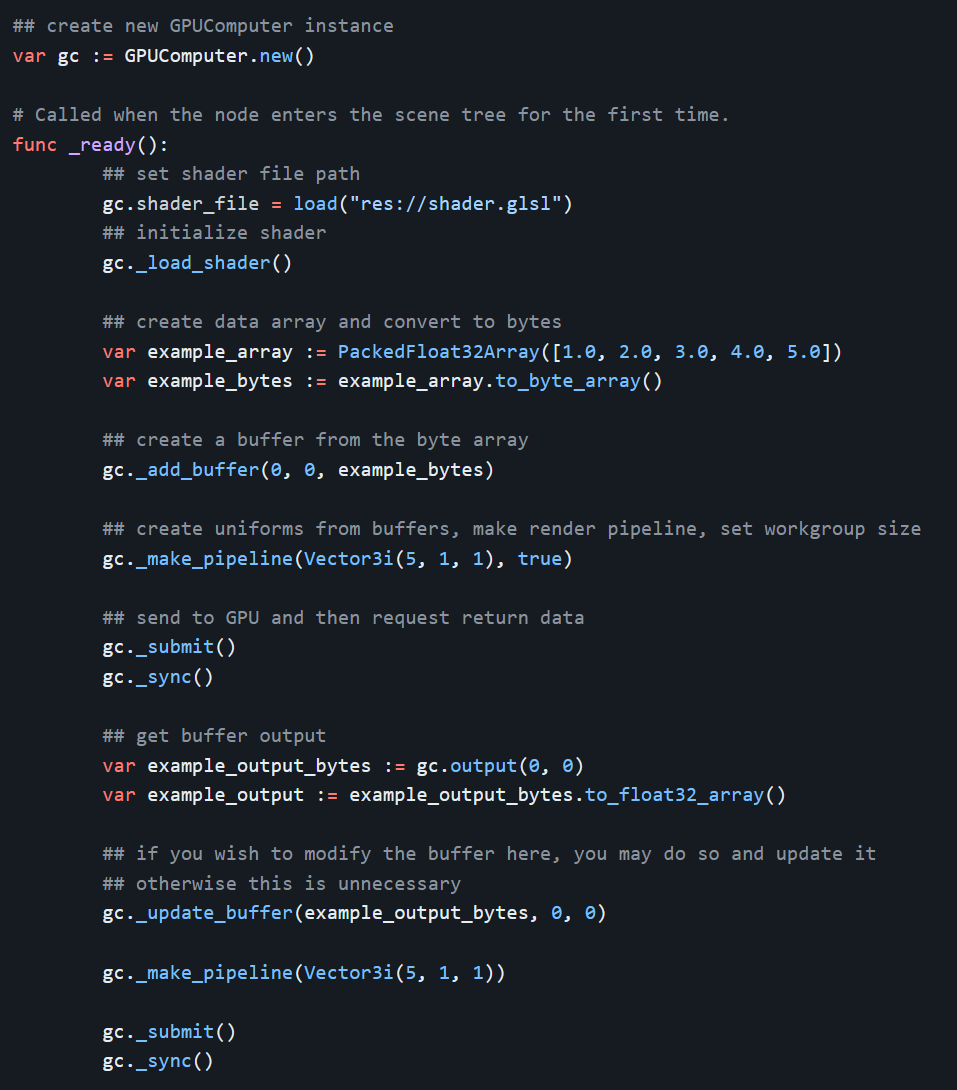 ## create new GPUComputer instance
var gc := GPUComputer.new()
# Called when the node enters the scene tree for the first time.
func _ready():
## set shader file path
gc.shader_file = load("res://shader.glsl")
## initialize shader
gc._load_shader()
## create data array and convert to bytes
var example_array := PackedFloat32Array([1.0, 2.0, 3.0, 4.0, 5.0])
var example_bytes := example_array.to_byte_array()
## create a buffer from the byte array
gc._add_buffer(0, 0, example_bytes)
## create uniforms from buffers, make render pipeline, set workgroup size
gc._make_pipeline(Vector3i(5, 1, 1), true)
## send to GPU and then request return data
gc._submit()
gc._sync()
## get buffer output
var example_output_bytes := gc.output(0, 0)
var example_output := example_output_bytes.to_float32_array()
## if you wish to modify the buffer here, you may do so and update it
## otherwise this is unnecessary
gc._update_buffer(example_output_bytes, 0, 0)
gc._make_pipeline(Vector3i(5, 1, 1))
gc._submit()
gc._sync()